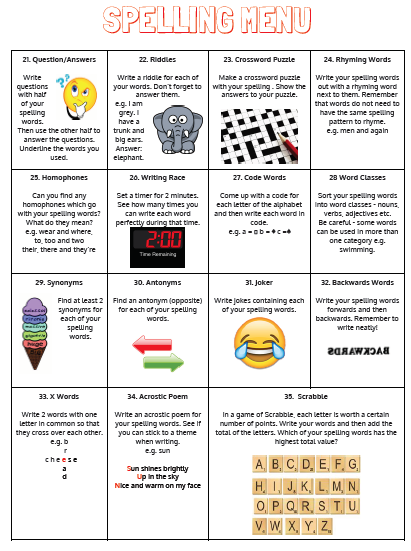 SPELLING MENU
21. Question/Answers
Write
questions
with half
of your
spelling
words.
Then use the other half to
answer the questions.
Underline the words you
used.
22. Riddles
Write a riddle for each of
your words. Don't forget to
answer them.
e.g. I am
grey. I
have a
trunk and
big ears.
Answer:
elephant.
23. Crossword Puzzle
Make a crossword puzzle
with your spelling . Show the
answers to your puzzle.
24. Rhyming Words
Write your spelling words
out with a rhyming word
next to them. Remember
that words do not need to
have the same spelling
pattern to rhyme.
e.g. men and again
25. Homophones
Can you find any
homophones which go
with your spelling words?
What do they mean?
e.g. wear and where,
to, too and two
their, there and they're
26. Writing Race
Set a timer for 2 minutes.
See how many times you
can write each word
perfectly during that time.
2:00
Time Remaining
27. Code Words
Come up with a code for
each letter of the alphabet
and then write each word in
code.
e.g. a = ɑ b = ♠ c =♣
28 Word Classes
Sort your spelling words
into word classes - nouns,
verbs, adjectives etc.
Be careful - some words
can be used in more than
one category e.g.
swimming.
29. Synonyms
Find at least 2
synonyms for
each of your
spelling
words.
30. Antonyms
Find an antonym (opposite)
for each of your spelling
words.
31. Joker
Write jokes containing each
of your spelling words.
32. Backwards Words
Write your spelling words
forwards and then
backwards. Remember to
write neatly!
BACKWARDS
33. X Words
Write 2 words with one
letter in common so that
they cross over each other.
e.g. b
r
c h e e s e
a
d
34. Acrostic Poem
Write an acrostic poem for
your spelling words. See if
you can stick to a theme
when writing.
e.g. sun
Sun shines brightly
Up in the sky
Nice and warm on my face
35. Scrabble
In a game of Scrabble, each letter is worth a certain
number of points. Write your words and then add the
total of the letters. Which of your spelling words has the
highest total value?
A B C D E F G
H I J K L M N
O P Q R S T U
V W X Y Z